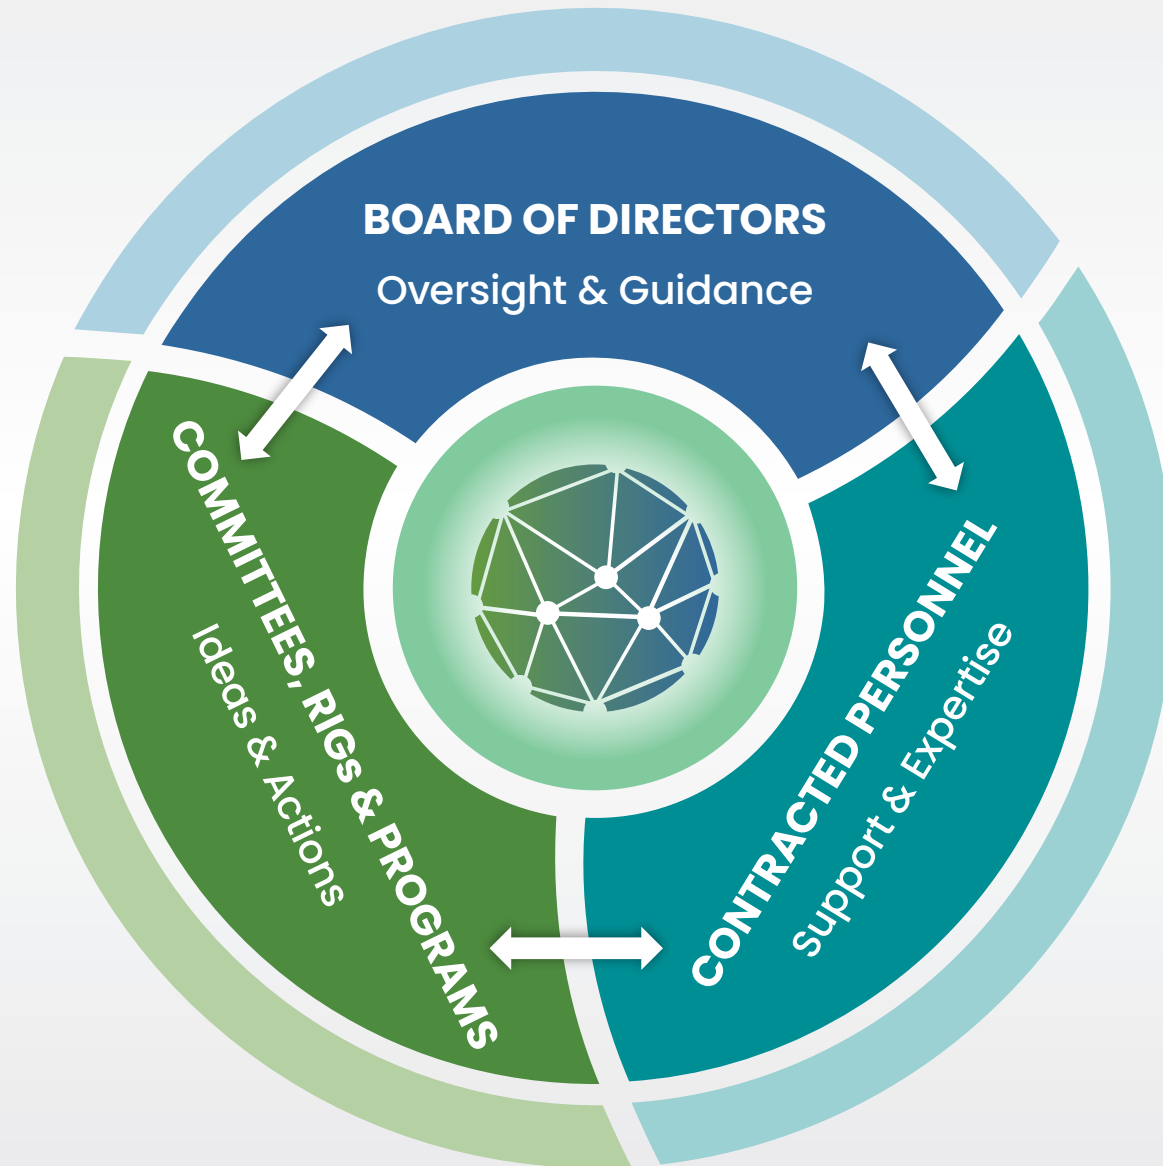 BOARD OF DIRECTORS
Oversight & Guidance
COMMITTEES, RIGs & PROGRAMS
Ideas & Actions
CONTRACTED PERSONNEL
Support & Expertise